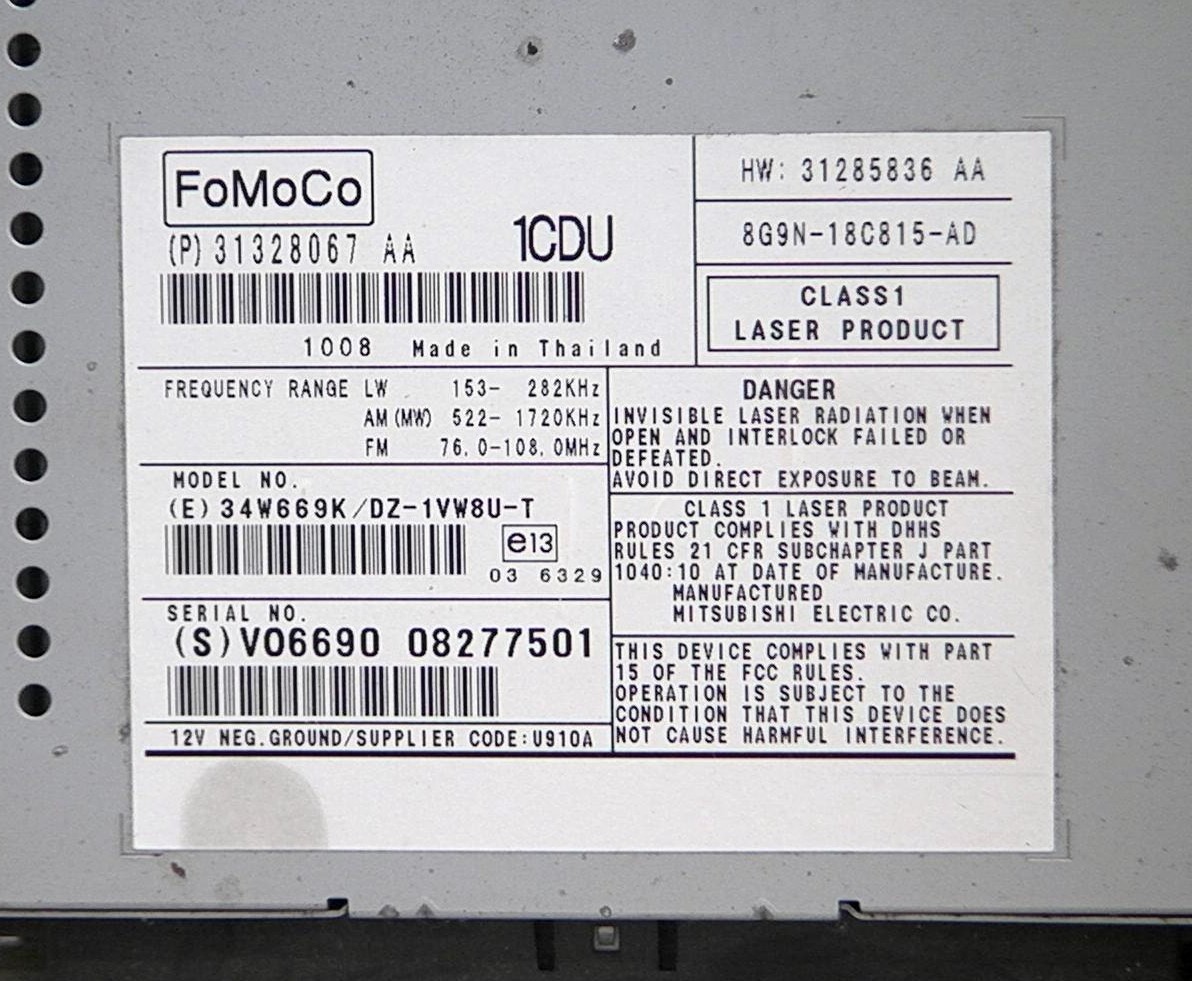 FoMoCo
(P) 31328067 AA
1CDU
1008 Made in Thailand
HW: 31285836 AA
8G9N-18C815-AD
CLASS1
LASER PRODUCT
FREQUENCY RANGE LW 153- 282KHz
AM (MW) 522- 1720KHz
FM 76.0-108.0MHz
MODEL NO.
(E) 34W669K/DZ-1VW8U-T
e13
03 6329
SERIAL NO.
(S) V06690 08277501
12V NEG.GROUND/SUPPLIER CODE:U910A
DANGER
INVISIBLE LASER RADIATION WHEN
OPEN AND INTERLOCK FAILED OR
DEFEATED.
AVOID DIRECT EXPOSURE TO BEAM.
CLASS 1 LASER PRODUCT
PRODUCT COMPLIES WITH DHHS
RULES 21 CFR SUBCHAPTER J PART
1040:10 AT DATE OF MANUFACTURE.
MANUFACTURED
MITSUBISHI ELECTRIC CO.
THIS DEVICE COMPLIES WITH PART
15 OF THE FCC RULES.
OPERATION IS SUBJECT TO THE
CONDITION THAT THIS DEVICE DOES
NOT CAUSE HARMFUL INTERFERENCE.